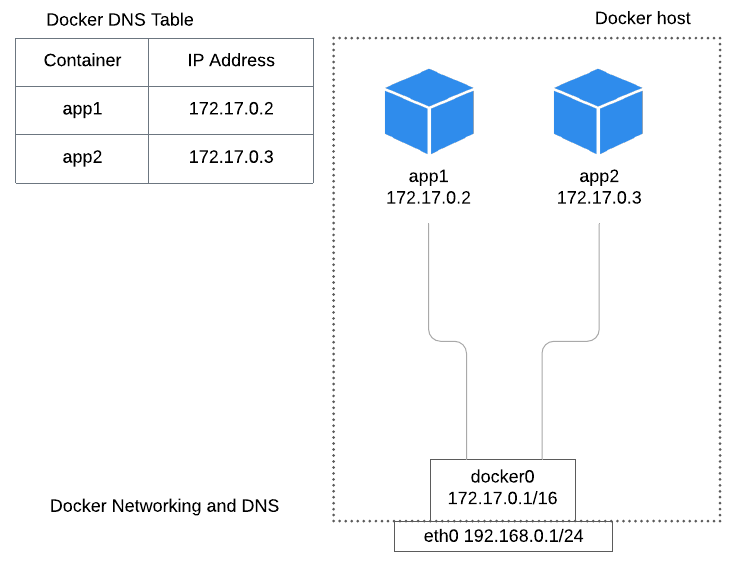 Docker DNS Table
Container IP Address
app1 172.17.0.2
app2 172.17.0.3
Docker host
app1
172.17.0.2
app2
172.17.0.3
docker0
172.17.0.1/16
eth0 192.168.0.1/24
Docker Networking and DNS